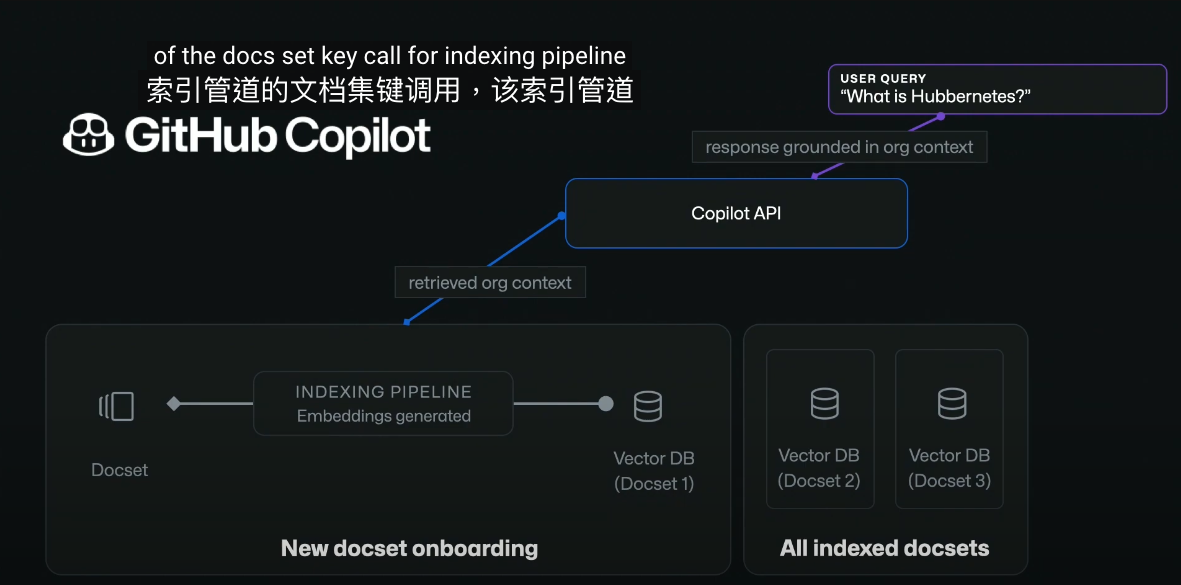 of the docs set key call for indexing pipeline
索引管道的文档集键调用，该索引管道
GitHub Copilot
USER QUERY
“What is Hubbernetes?”
response grounded in org context
Copilot API
retrieved org context
INDEXING PIPELINE
Embeddings generated
Docset
Vector DB
(Docset 1)
New docset onboarding
Vector DB
(Docset 2)
Vector DB
(Docset 3)
All indexed docsets